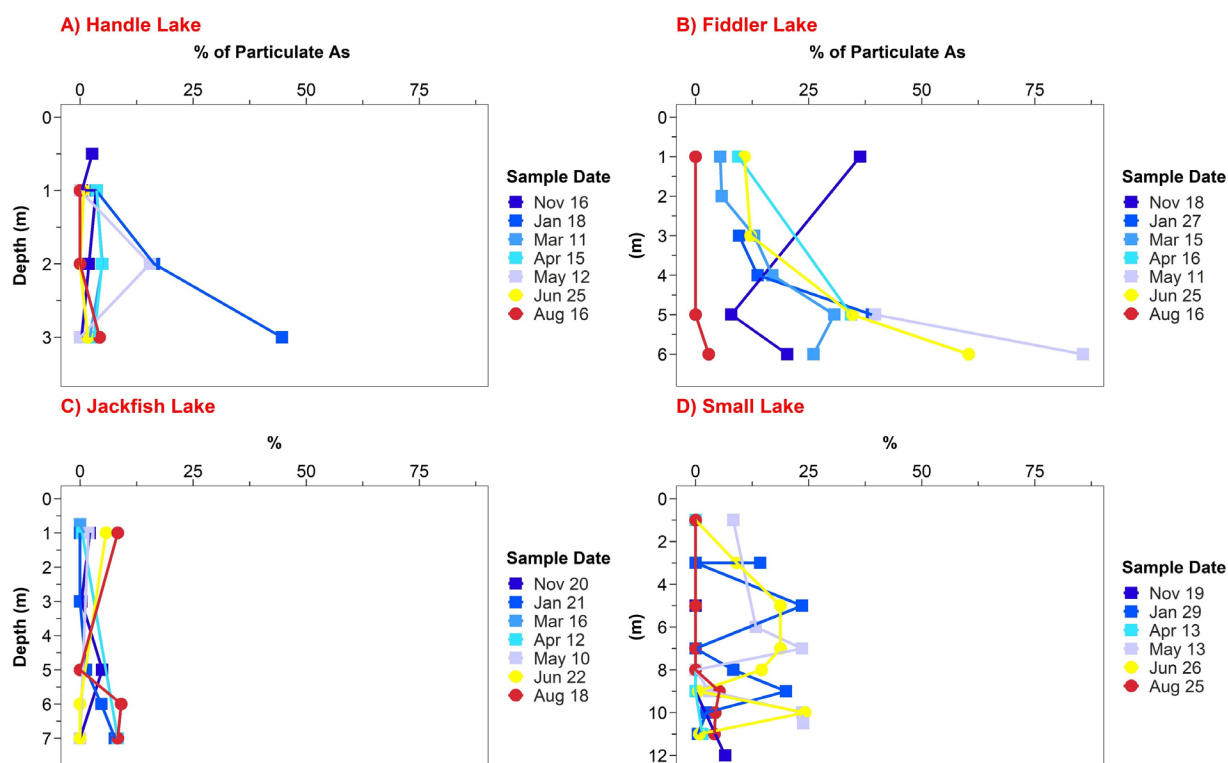 A) Handle Lake
% of Particulate As
0 25 50 75
Depth (m)
0
1
2
3
Sample Date
Nov 16
Jan 18
Mar 11
Apr 15
May 12
Jun 25
Aug 16
B) Fiddler Lake
% of Particulate As
0 25 50 75
(m)
0
1
2
3
4
5
6
Sample Date
Nov 18
Jan 27
Mar 15
Apr 16
May 11
Jun 25
Aug 16
C) Jackfish Lake
%
0 25 50 75
Depth (m)
0
1
3
5
6
7
Sample Date
Nov 20
Jan 21
Mar 16
Apr 12
May 10
Jun 22
Aug 18
D) Small Lake
%
0 25 50 75
(m)
0
2
4
6
8
10
12
Sample Date
Nov 19
Jan 29
Apr 13
May 13
Jun 26
Aug 25